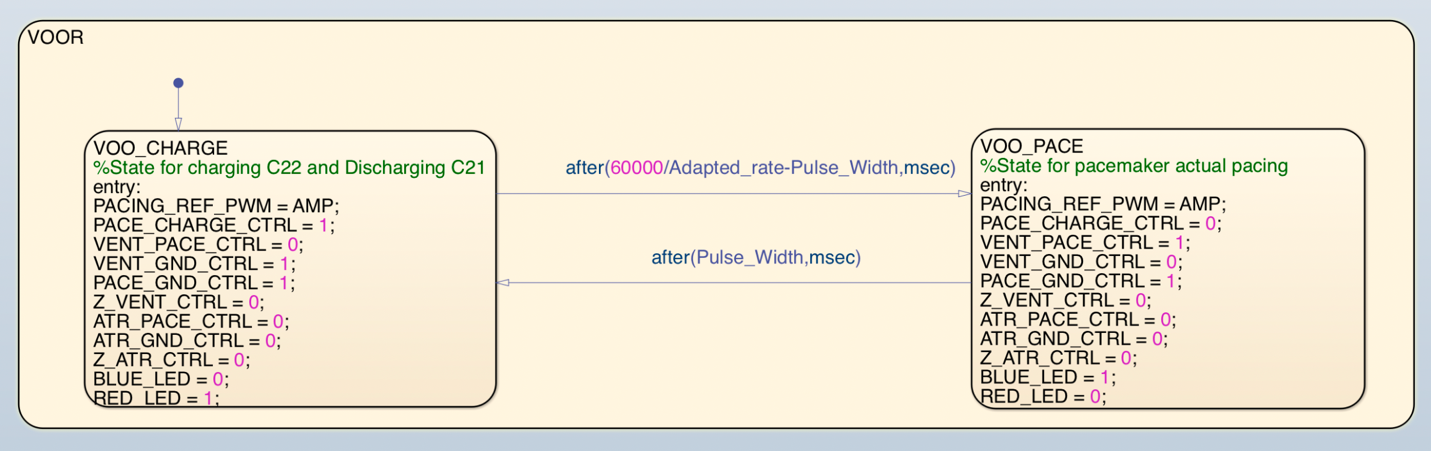 VOOR
VOO_CHARGE
%State for charging C22 and Discharging C21
entry:
PACING_REF_PWM = AMP;
PACE_CHARGE_CTRL = 1;
VENT_PACE_CTRL = 0;
VENT_GND_CTRL = 1;
PACE_GND_CTRL = 1;
Z_VENT_CTRL = 0;
ATR_PACE_CTRL = 0;
ATR_GND_CTRL = 0;
Z_ATR_CTRL = 0;
BLUE_LED = 0;
RED_LED = 1;
after(60000/Adapted_rate-Pulse_Width,msec)
after(Pulse_Width,msec)
VOO_PACE
%State for pacemaker actual pacing
entry:
PACING_REF_PWM = AMP;
PACE_CHARGE_CTRL = 0;
VENT_PACE_CTRL = 1;
VENT_GND_CTRL = 0;
PACE_GND_CTRL = 1;
Z_VENT_CTRL = 0;
ATR_PACE_CTRL = 0;
ATR_GND_CTRL = 0;
Z_ATR_CTRL = 0;
BLUE_LED = 1;
RED_LED = 0;